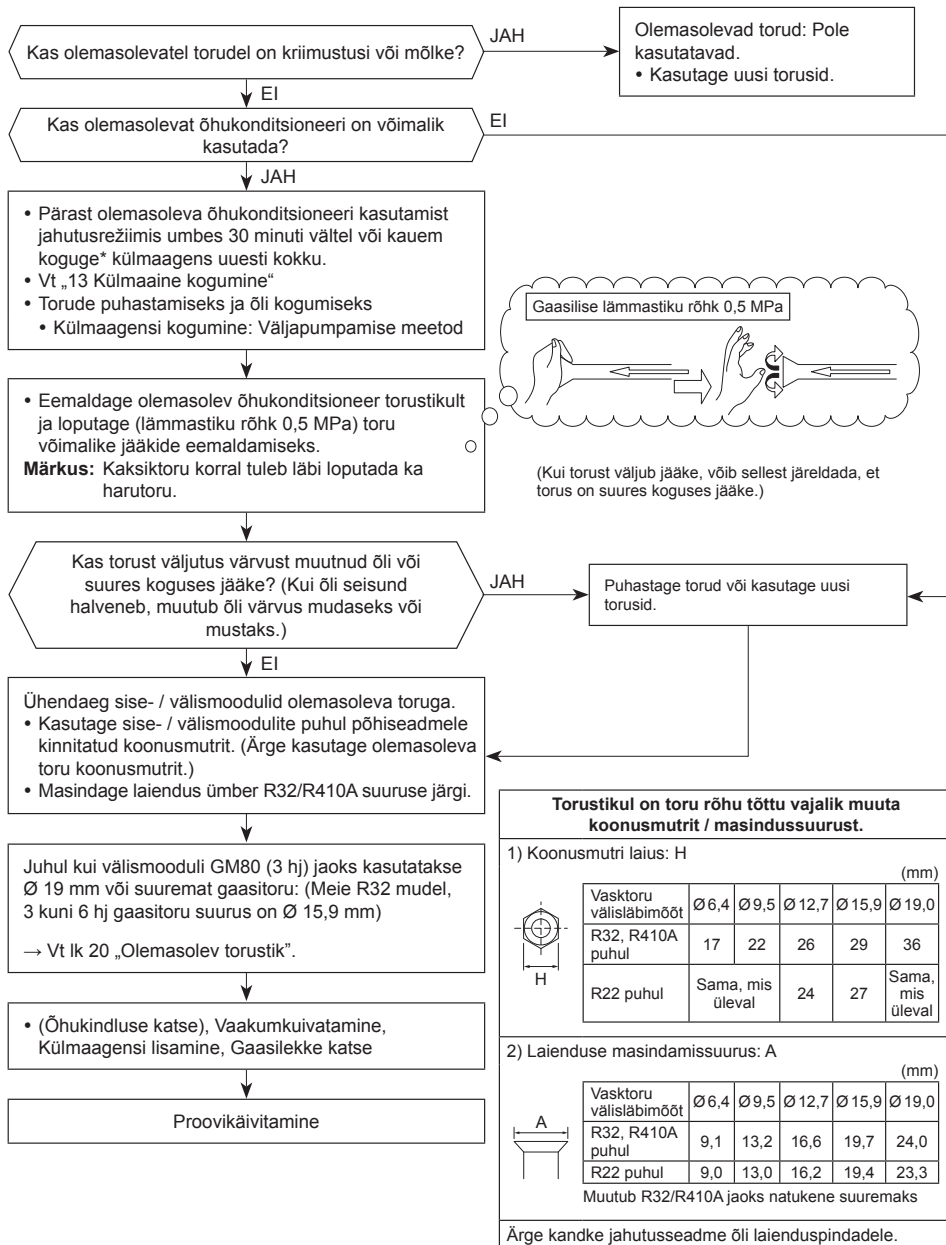 Kas olemasolevatel torudel on kriimustusi või mõlke?
JAH
Olemasolevad torud: Pole
kasutatavad.
• Kasutage uusi torusid.
EI
Kas olemasolevat õhukonditsioneeri on võimalik
kasutada?
EI
JAH
• Pärast olemasoleva õhukonditsioneeri kasutamist
jahutusrežiimis umbes 30 minuti vältel või kauem
koguge* külmaagens uuesti kokku.
• Vt „13 Külmaaine kogumine“
• Torude puhastamiseks ja õli kogumiseks
• Külmaagensi kogumine: Väljapumpamise meetod
Gaasilise lämmastiku rõhk 0,5 MPa
• Eemaldage olemasolev õhukonditsioneer torustikult
ja loputage (lämmastiku rõhk 0,5 MPa) toru
võimalike jääkide eemaldamiseks.
Märkus: Kaksiktoru korral tuleb läbi loputada ka
harutoru.
(Kui torust väljub jääke, võib sellest järeldada, et
torus on suures koguses jääke.)
Kas torust väljutus värvust muutnud õli või
suures koguses jääke? (Kui õli seisund
halveneb, muutub õli värvus mudaseks või
mustaks.)
JAH
Puhastage torud või kasutage uusi
torusid.
EI
Ühendaeg sise- / välismoodulid olemasoleva toruga.
• Kasutage sise- / välismoodulite puhul põhiseadmele
kinnitatud koonusmutrit. (Ärge kasutage olemasoleva
toru koonusmutrit.)
• Masindage laiendus ümber R32/R410A suuruse järgi.
Juhul kui välismooduli GM80 (3 hj) jaoks kasutatakse
Ø 19 mm või suuremat gaasitoru: (Meie R32 mudel,
3 kuni 6 hj gaasitoru suurus on Ø 15,9 mm)
→ Vt lk 20 „Olemasolev torustik”.
• (Õhukindluse katse), Vaakumkuivatamine,
Külmaagensi lisamine, Gaasilekke katse
Proovikäivitamine
Torustikul on toru rõhu tõttu vajalik muuta
koonusmutrit / masindussuurust.
1) Koonusmutri laius: H
(mm)
H
Vasktoru
välisläbimõõt Ø 6,4 Ø 9,5 Ø 12,7 Ø 15,9 Ø 19,0
R32, R410A
puhul 17 22 26 29 36
R22 puhul Sama, mis
üleval 24 27 Sama,
mis
üleval
2) Laienduse masindamissuurus: A
(mm)
A
Vasktoru
välisläbimõõt Ø 6,4 Ø 9,5 Ø 12,7 Ø 15,9 Ø 19,0
R32, R410A
puhul 9,1 13,2 16,6 19,7 24,0
R22 puhul 9,0 13,0 16,2 19,4 23,3
Muutub R32/R410A jaoks natukene suuremaks
Ärge kandke jahutusseadme õli laienduspindadele.